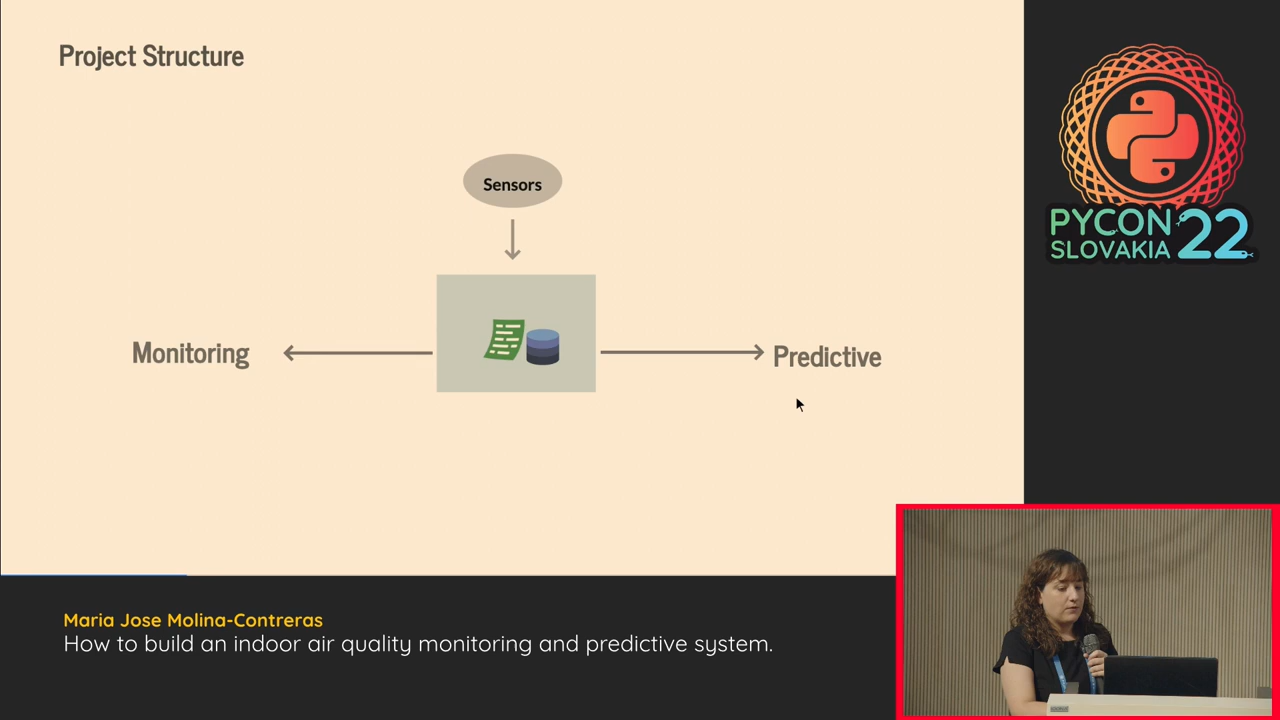 Project Structure
Sensors
Monitoring
Predictive
PYCON
SLOVAKIA
22
Maria Jose Molina-Contreras
How to build an indoor air quality monitoring and predictive system.